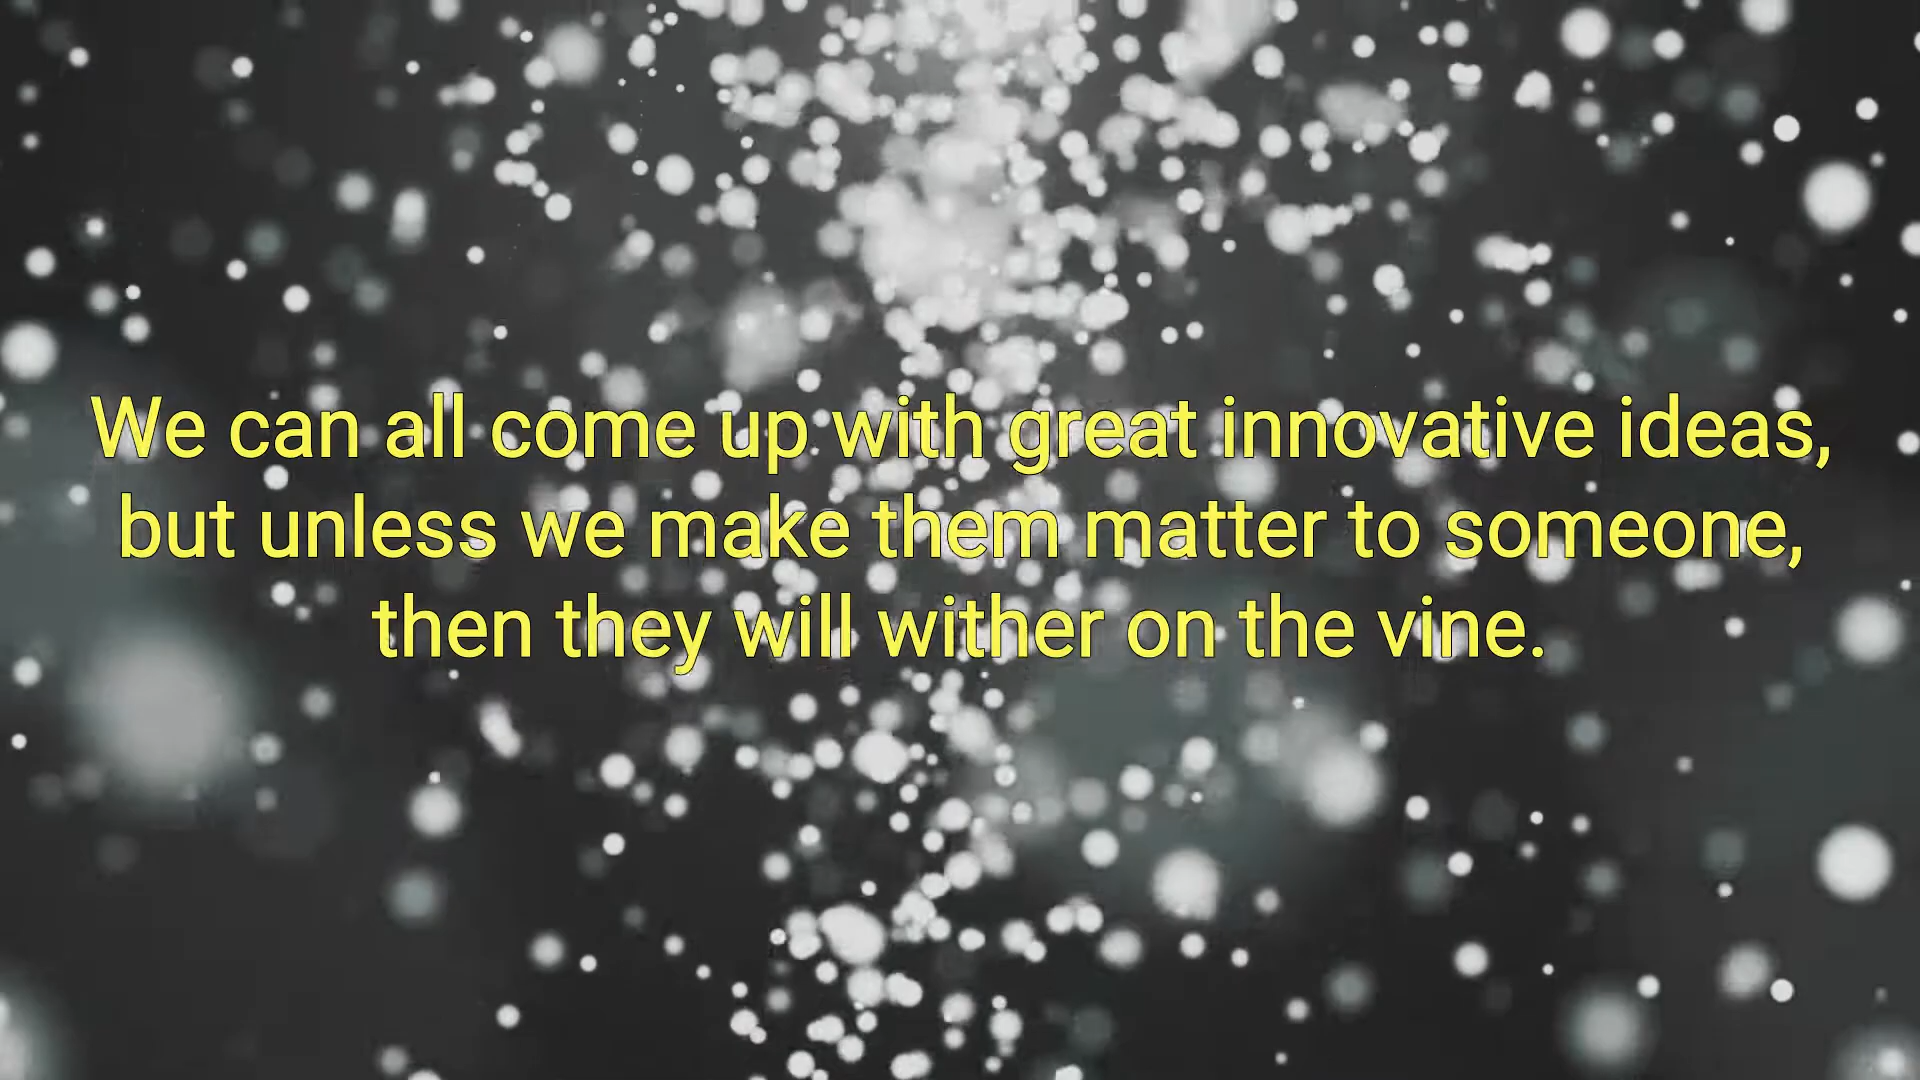 We can all come up with great innovative ideas,
but unless we make them matter to someone,
then they will wither on the vine.